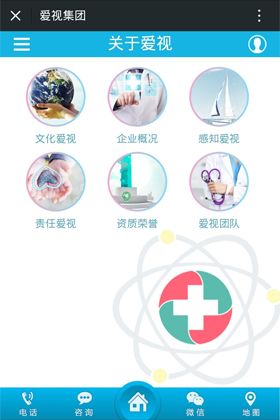 爱视集团
关于爱视
文化爱视
企业概况
感知爱视
责任爱视
资质荣誉
爱视团队
电话
咨询
微信
地图